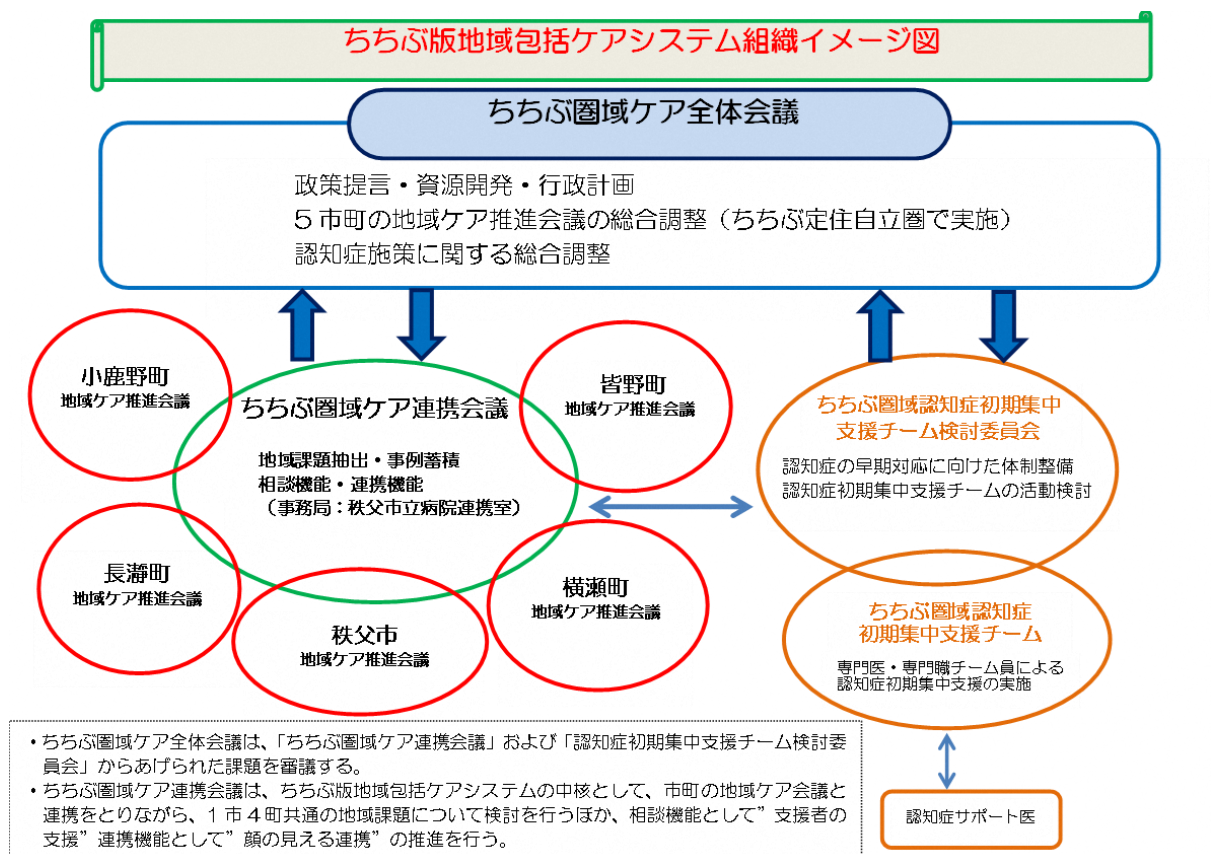 ちちぶ版地域包括ケアシステム組織イメージ図
ちちぶ圏域ケア全体会議
政策提言・資源開発・行政計画
5市町の地域ケア推進会議の総合調整（ちちぶ定住自立圏で実施）
認知症施策に関する総合調整
小鹿野町
地域ケア推進会議
皆野町
地域ケア推進会議
ちちぶ圏域ケア連携会議
地域課題抽出・事例蓄積
相談機能・連携機能
（事務局：秩父市立病院連携室）
長瀞町
地域ケア推進会議
秩父市
地域ケア推進会議
横瀬町
地域ケア推進会議
ちちぶ圏域認知症初期集中
支援チーム検討委員会
認知症の早期対応に向けた体制整備
認知症初期集中支援チームの活動検討
ちちぶ圏域認知症
初期集中支援チーム
専門医・専門職チーム員による
認知症初期集中支援の実施
認知症サポート医
・ちちぶ圏域ケア全体会議は、「ちちぶ圏域ケア連携会議」および「認知症初期集中支援チーム検討委
員会」からあげられた課題を審議する。
・ちちぶ圏域ケア連携会議は、ちちぶ版地域包括ケアシステムの中核として、市町の地域ケア会議と
連携をとりながら、1市4町共通の地域課題について検討を行うほか、相談機能として”支援者の
支援”連携機能として”顔の見える連携”の推進を行う。